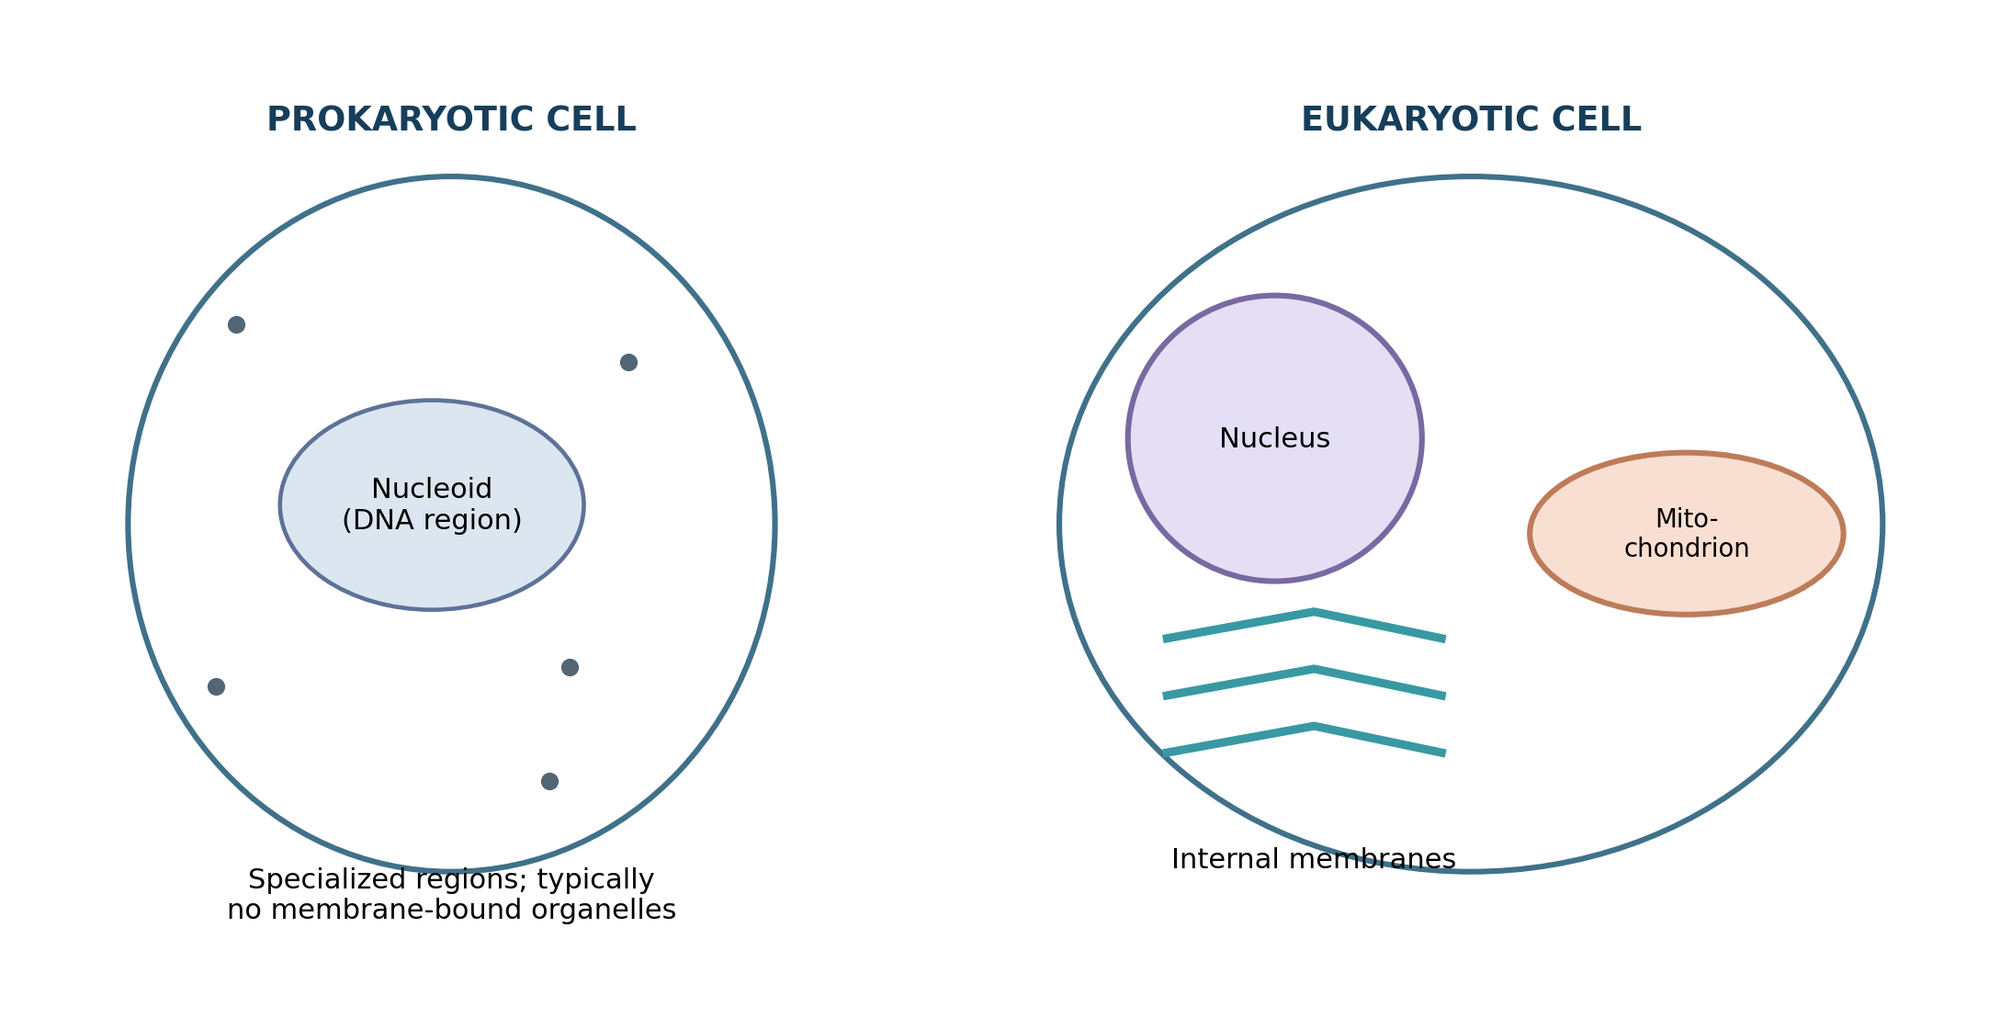 PROKARYOTIC CELL
Nucleoid
(DNA region)
Specialized regions; typically
no membrane-bound organelles
EUKARYOTIC CELL
Nucleus
Mito-
chondrion
Internal membranes